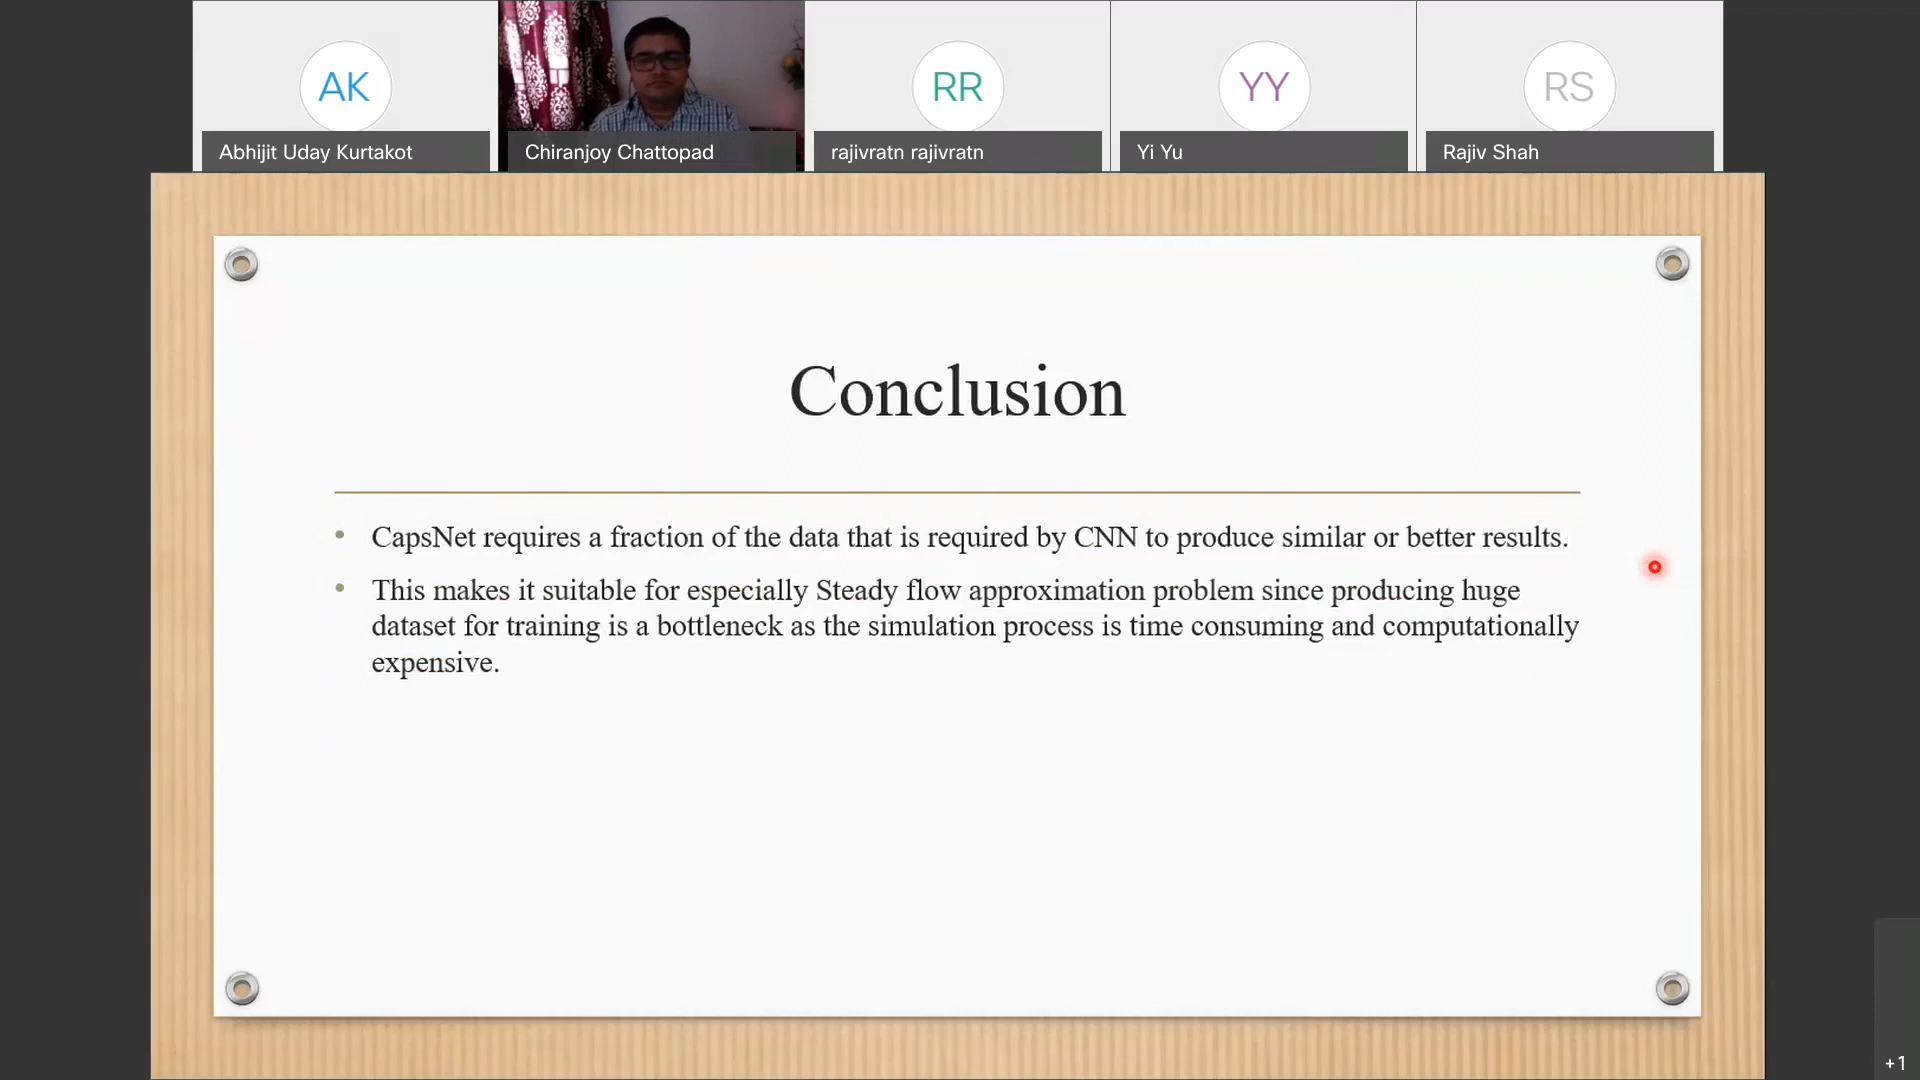 AK
RR
YY
RS
Abhijit Uday Kurtakot
Chiranjoy Chattopad
rajivratn rajivratn
Yi Yu
Rajiv Shah
Conclusion
• CapsNet requires a fraction of the data that is required by CNN to produce similar or better results.
• This makes it suitable for especially Steady flow approximation problem since producing huge
dataset for training is a bottleneck as the simulation process is time consuming and computationally
expensive.
+1